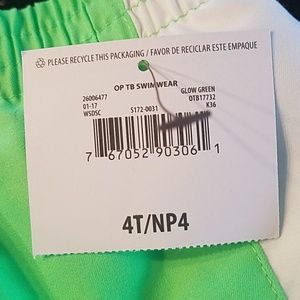 PLEASE RECYCLE THIS PACKAGING / FAVOR DE RECICLAR ESTE EMPAQUE
OP TB SWIMWEAR
26006477 GLOW GREEN
01-17 OTB17732
WSDSC S172-0031 K36
7 67052 90306 1
4T/NP4